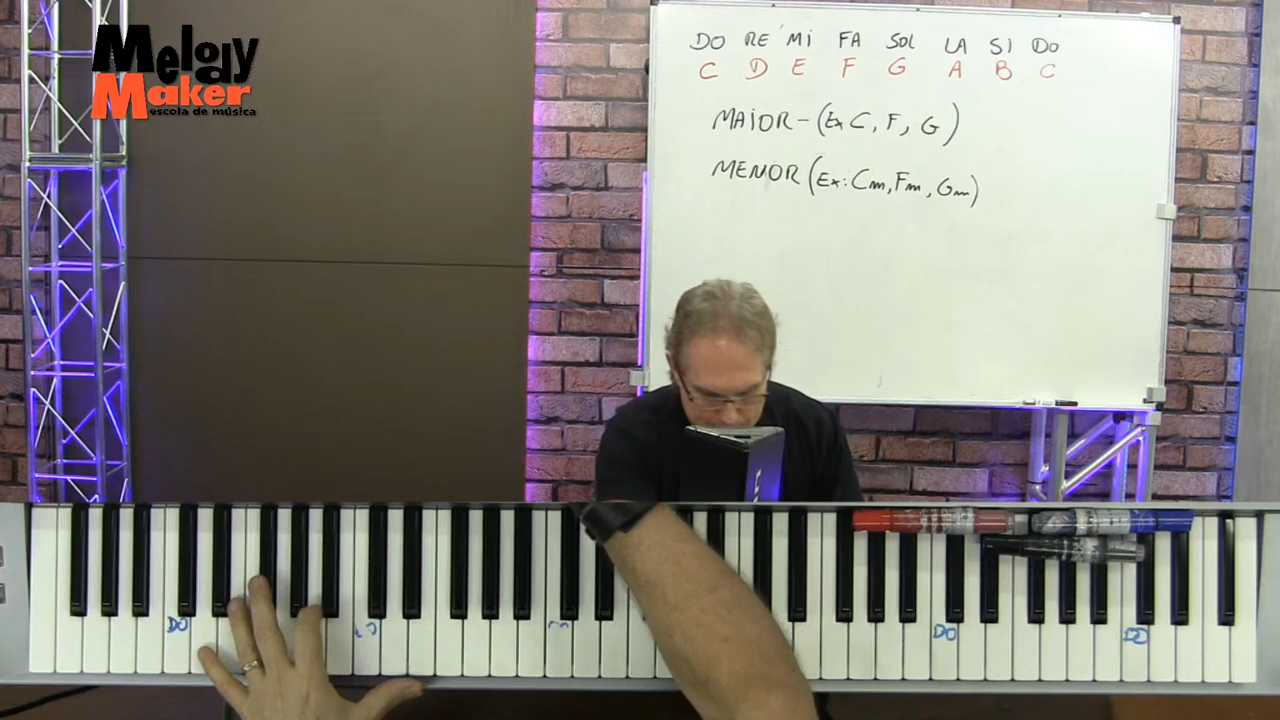 Melody
Maker
escola de música
DO RE MI FA SOL LA SI DO
C D E F G A B C
MAIOR - (Ex C, F, G)
MENOR (Ex: Cm, Fm, Gm)
DO
DO